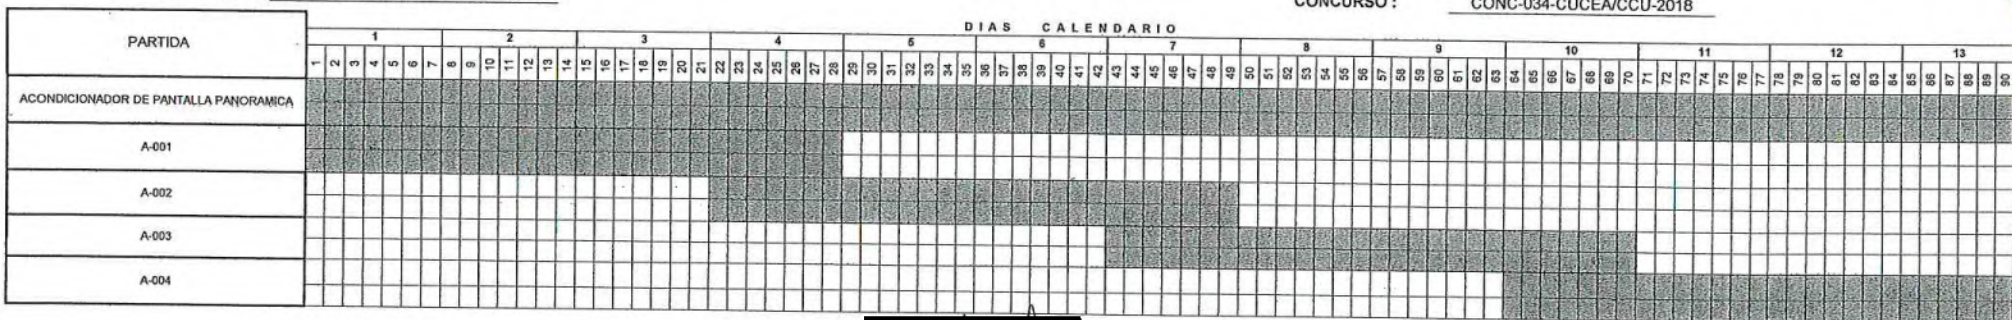 CONCURSO : CONC-034-CUCEA/CCU-2018
DIAS CALENDARIO
PARTIDA 1 2 3 4 5 6 7 8 9 10 11 12 13
1 2 3 4 5 6 7 8 9 10 11 12 13 14 15 16 17 18 19 20 21 22 23 24 25 26 27 28 29 30 31 32 33 34 35 36 37 38 39 40 41 42 43 44 45 46 47 48 49 50 51 52 53 54 55 56 57 58 59 60 61 62 63 64 65 66 67 68 69 70 71 72 73 74 75 76 77 78 79 80 81 82 83 84 85 86 87 88 89 90
ACONDICIONADOR DE PANTALLA PANORAMICA
A-001
A-002
A-003
A-004